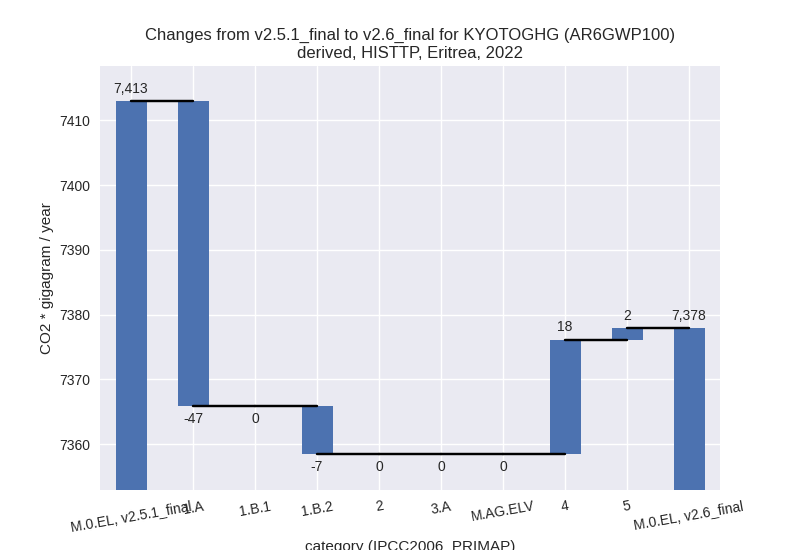 Changes from v2.5.1_final to v2.6_final for KYOTOGHG (AR6GWP100)
derived, HISTTP, Eritrea, 2022
7,413
7410
7400
7390
7380
7370
7360
CO2 * gigagram / year
-47
0
-7
0
0
0
18
2
7,378
M.0.EL, v2.5.1_final
1.A
1.B.1
1.B.2
2
3.A
M.AG.ELV
4
5
M.0.EL, v2.6_final
category (IPCC2006_PRIMAP)